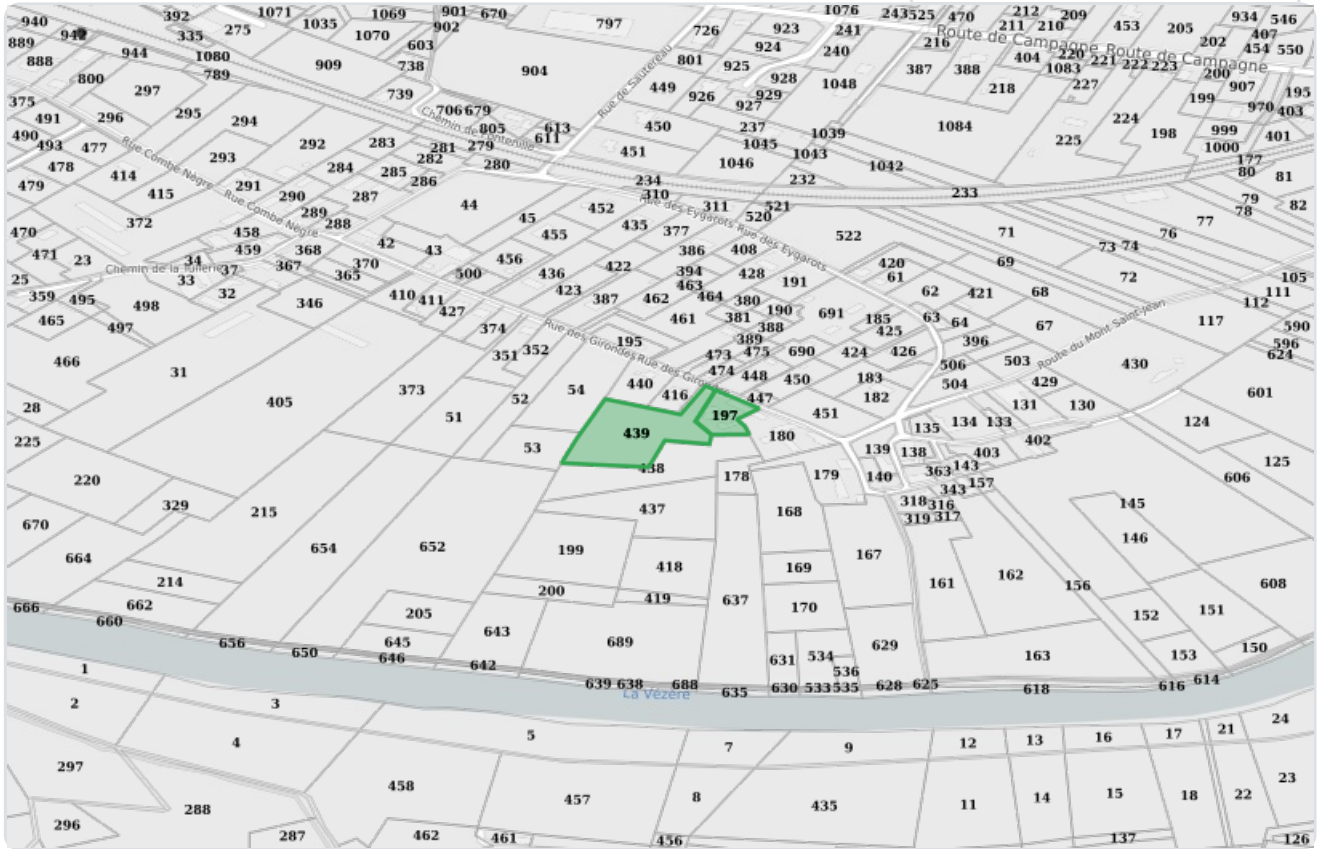 940 942 392 275 1071 1035 1069 901 670 797 726 923 1076 243 525 470 212 209 934 546
889 335 1070 902 603 924 241 216 211 210 453 205 407
Route de Campagne Route de Campagne
888 944 1080 909 738 904 801 925 240 387 388 404 220 221 222 223 202 454 550
800 789 739 449 928 1048 218 1083 227 200 907 195
Rue de Sautereau
375 297 706 679 926 929 927 199 970 403
491 296 295 294 Chemin de Fonteniile 805 613 611 450 237 1039 1084 224 198 999 401
490 493 477 293 292 283 281 279 451 1045 1043 225 1000
478 414 284 282 280 1046 1042 177
479 415 291 285 286 234 232 233 80 81
Rue Combe Nègre Rue Combe Nègre
290 287 44 45 452 310 311 521 79 78 82
372 289 288 455 435 377 520 522 71 77 76
Rue des Eygarots Rue des Eygarots
470 458 459 368 42 43 456 386 408 73 74
471 23 34 37 367 370 500 436 422 394 428 420 69 72 105
Chemin de la Tuilerie
25 33 32 365 423 463 191 61 62 421 68 111
359 495 498 346 410 411 387 462 464 380 190 112
465 497 427 374 461 381 388 691 185 63 64 67 117 590
Rue des Girondes Rue des Girondes
Route du Mont Saint-Jean
466 31 351 352 195 389 425 396 596
473 475 690 424 426 506 503 430 624
28 405 373 52 54 440 474 448 450 183 504 429 601
51 416 447 182 131 130
225 53 439 197 180 451 135 134 133 124
438 139 138 402 125
220 178 179 140 403 363 143 606
329 215 437 168 343 157 145
670 318 316 319 317 146
664 654 652 199 418 169 167 161 162 156 608
214 200 419 637 170 152 151
666 662 205
660 656 650 645 646 643 642 689 631 534 629 163 153 150
536
639 638 688 635 630 533 535 628 625 618 616 614
La Vézère
1
2 3 5 7 9 12 13 16 17 21 24
4
297 458 457 8 435 11 14 15 18 22 23
296 288 287 462 461 456 137 126